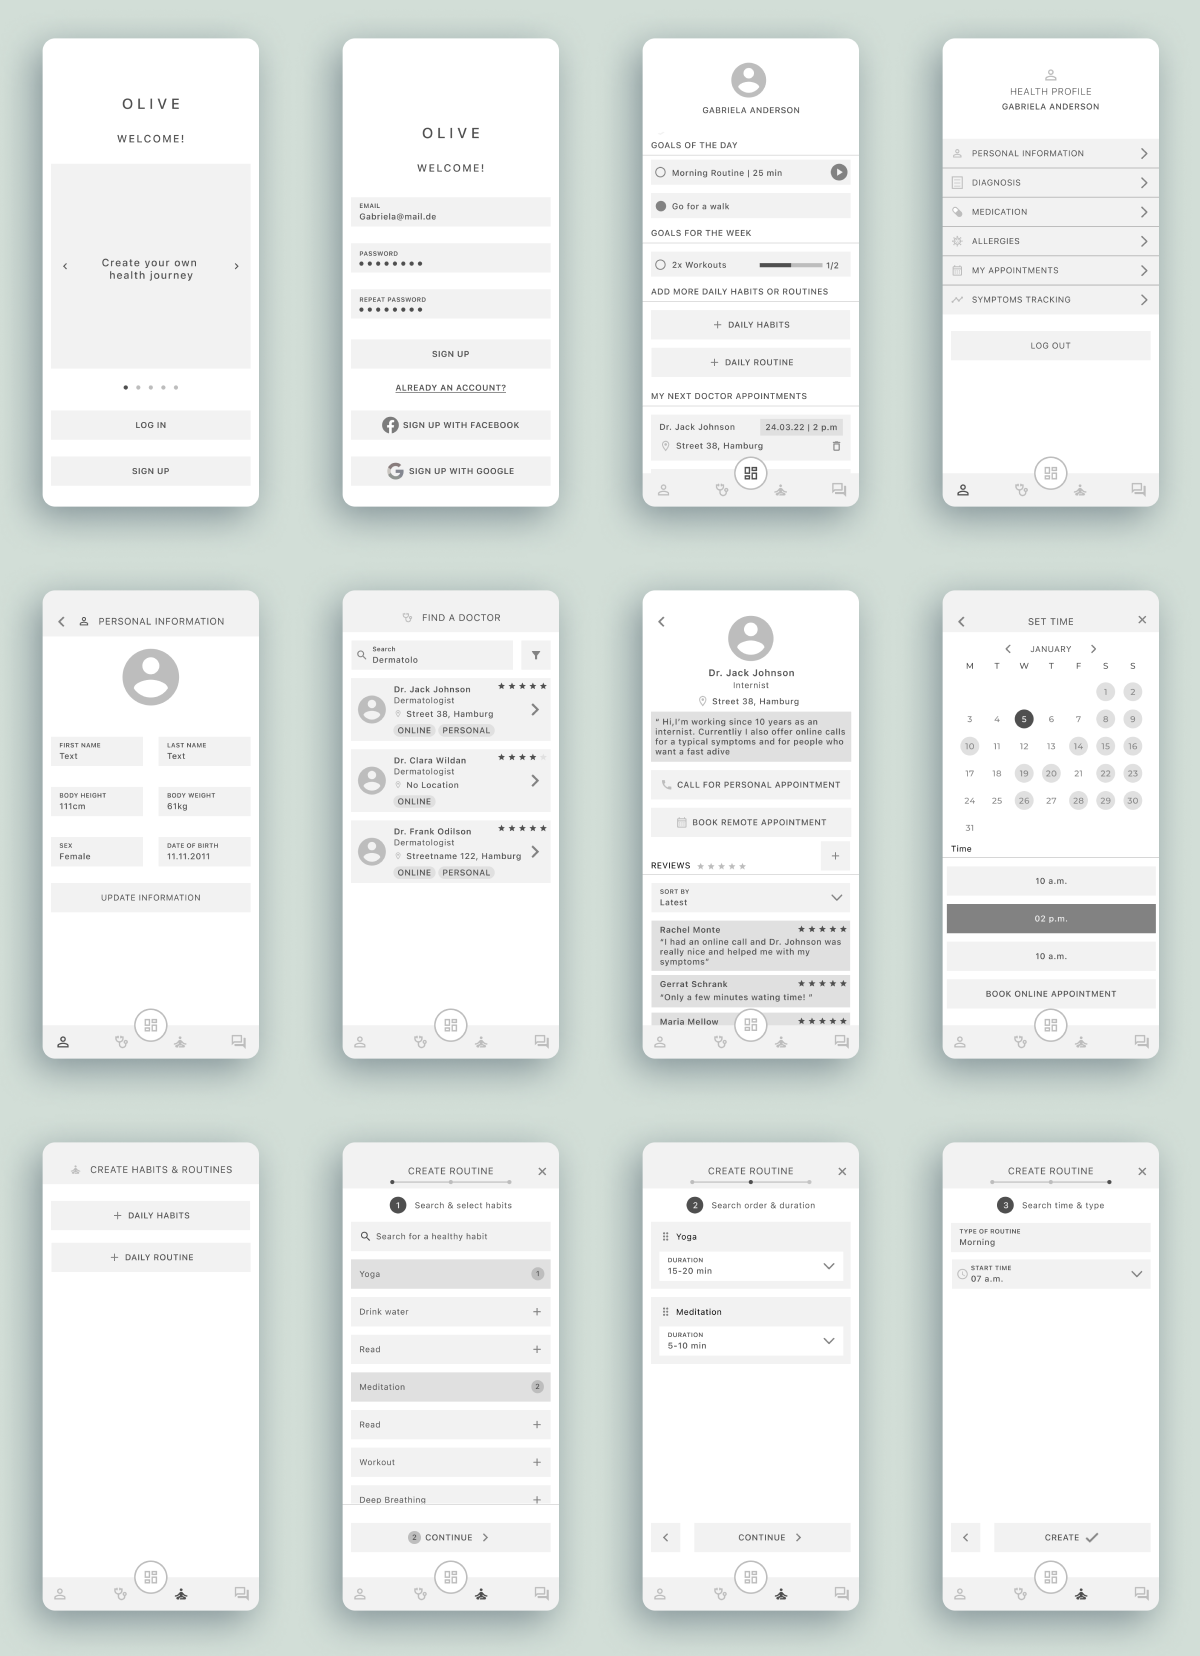 OLIVE
WELCOME!
Create your own
health journey
LOG IN
SIGN UP
OLIVE
WELCOME!
EMAIL
Gabriela@mail.de
PASSWORD
REPEAT PASSWORD
SIGN UP
ALREADY AN ACCOUNT?
SIGN UP WITH FACEBOOK
SIGN UP WITH GOOGLE
GABRIELA ANDERSON
GOALS OF THE DAY
Morning Routine | 25 min
Go for a walk
GOALS FOR THE WEEK
2x Workouts 1/2
ADD MORE DAILY HABITS OR ROUTINES
+ DAILY HABITS
+ DAILY ROUTINE
MY NEXT DOCTOR APPOINTMENTS
Dr. Jack Johnson 24.03.22 | 2 p.m
Street 38, Hamburg
HEALTH PROFILE
GABRIELA ANDERSON
PERSONAL INFORMATION
DIAGNOSIS
MEDICATION
ALLERGIES
MY APPOINTMENTS
SYMPTOMS TRACKING
LOG OUT
PERSONAL INFORMATION
FIRST NAME LAST NAME
Text Text
BODY HEIGHT BODY WEIGHT
111cm 61kg
SEX DATE OF BIRTH
Female 11.11.2011
UPDATE INFORMATION
FIND A DOCTOR
Search
Dermatolo
Dr. Jack Johnson
Dermatologist
Street 38, Hamburg
ONLINE PERSONAL
Dr. Clara Wildan
Dermatologist
No Location
ONLINE
Dr. Frank Odilson
Dermatologist
Streetname 122, Hamburg
ONLINE PERSONAL
Dr. Jack Johnson
Internist
Street 38, Hamburg
" Hi,I'm working since 10 years as an
internist. Currentliy I also offer online calls
for a typical symptoms and for people who
want a fast adive
CALL FOR PERSONAL APPOINTMENT
BOOK REMOTE APPOINTMENT
REVIEWS +
SORT BY
Latest
Rachel Monte
"I had an online call and Dr. Johnson was
really nice and helped me with my
symptoms"
Gerrat Schrank
"Only a few minutes wating time! "
Maria Mellow
SET TIME
JANUARY
M T W T F S S
1 2
3 4 5 6 7 8 9
10 11 12 13 14 15 16
17 18 19 20 21 22 23
24 25 26 27 28 29 30
31
Time
10 a.m.
02 p.m.
10 a.m.
BOOK ONLINE APPOINTMENT
CREATE HABITS & ROUTINES
+ DAILY HABITS
+ DAILY ROUTINE
CREATE ROUTINE
1 Search & select habits
Search for a healthy habit
Yoga 1
Drink water +
Read +
Meditation 2
Read +
Workout +
Deep Breathing +
2 CONTINUE
CREATE ROUTINE
2 Search order & duration
Yoga
DURATION
15-20 min
Meditation
DURATION
5-10 min
CONTINUE
CREATE ROUTINE
3 Search time & type
TYPE OF ROUTINE
Morning
START TIME
07 a.m.
CREATE